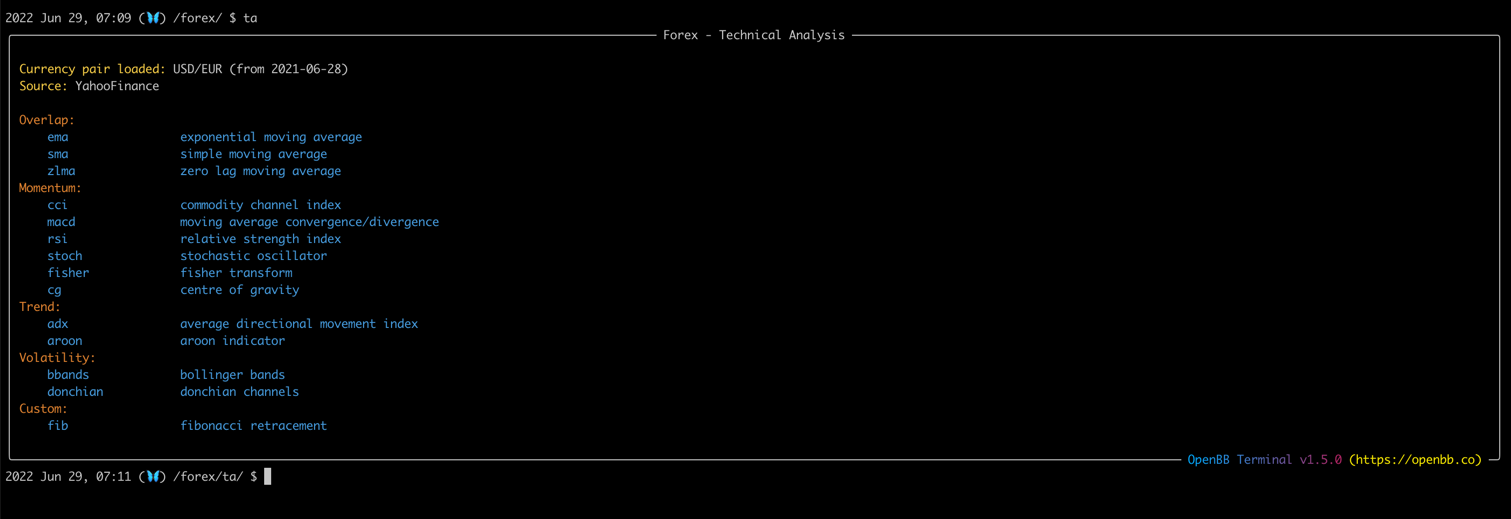 2022 Jun 29, 07:09 (🦋) /forex/ $ ta
Forex - Technical Analysis
Currency pair loaded: USD/EUR (from 2021-06-28)
Source: YahooFinance
Overlap:
ema exponential moving average
sma simple moving average
zlma zero lag moving average
Momentum:
cci commodity channel index
macd moving average convergence/divergence
rsi relative strength index
stoch stochastic oscillator
fisher fisher transform
cg centre of gravity
Trend:
adx average directional movement index
aroon aroon indicator
Volatility:
bbands bollinger bands
donchian donchian channels
Custom:
fib fibonacci retracement
OpenBB Terminal v1.5.0 (https://openbb.co)
2022 Jun 29, 07:11 (🦋) /forex/ta/ $